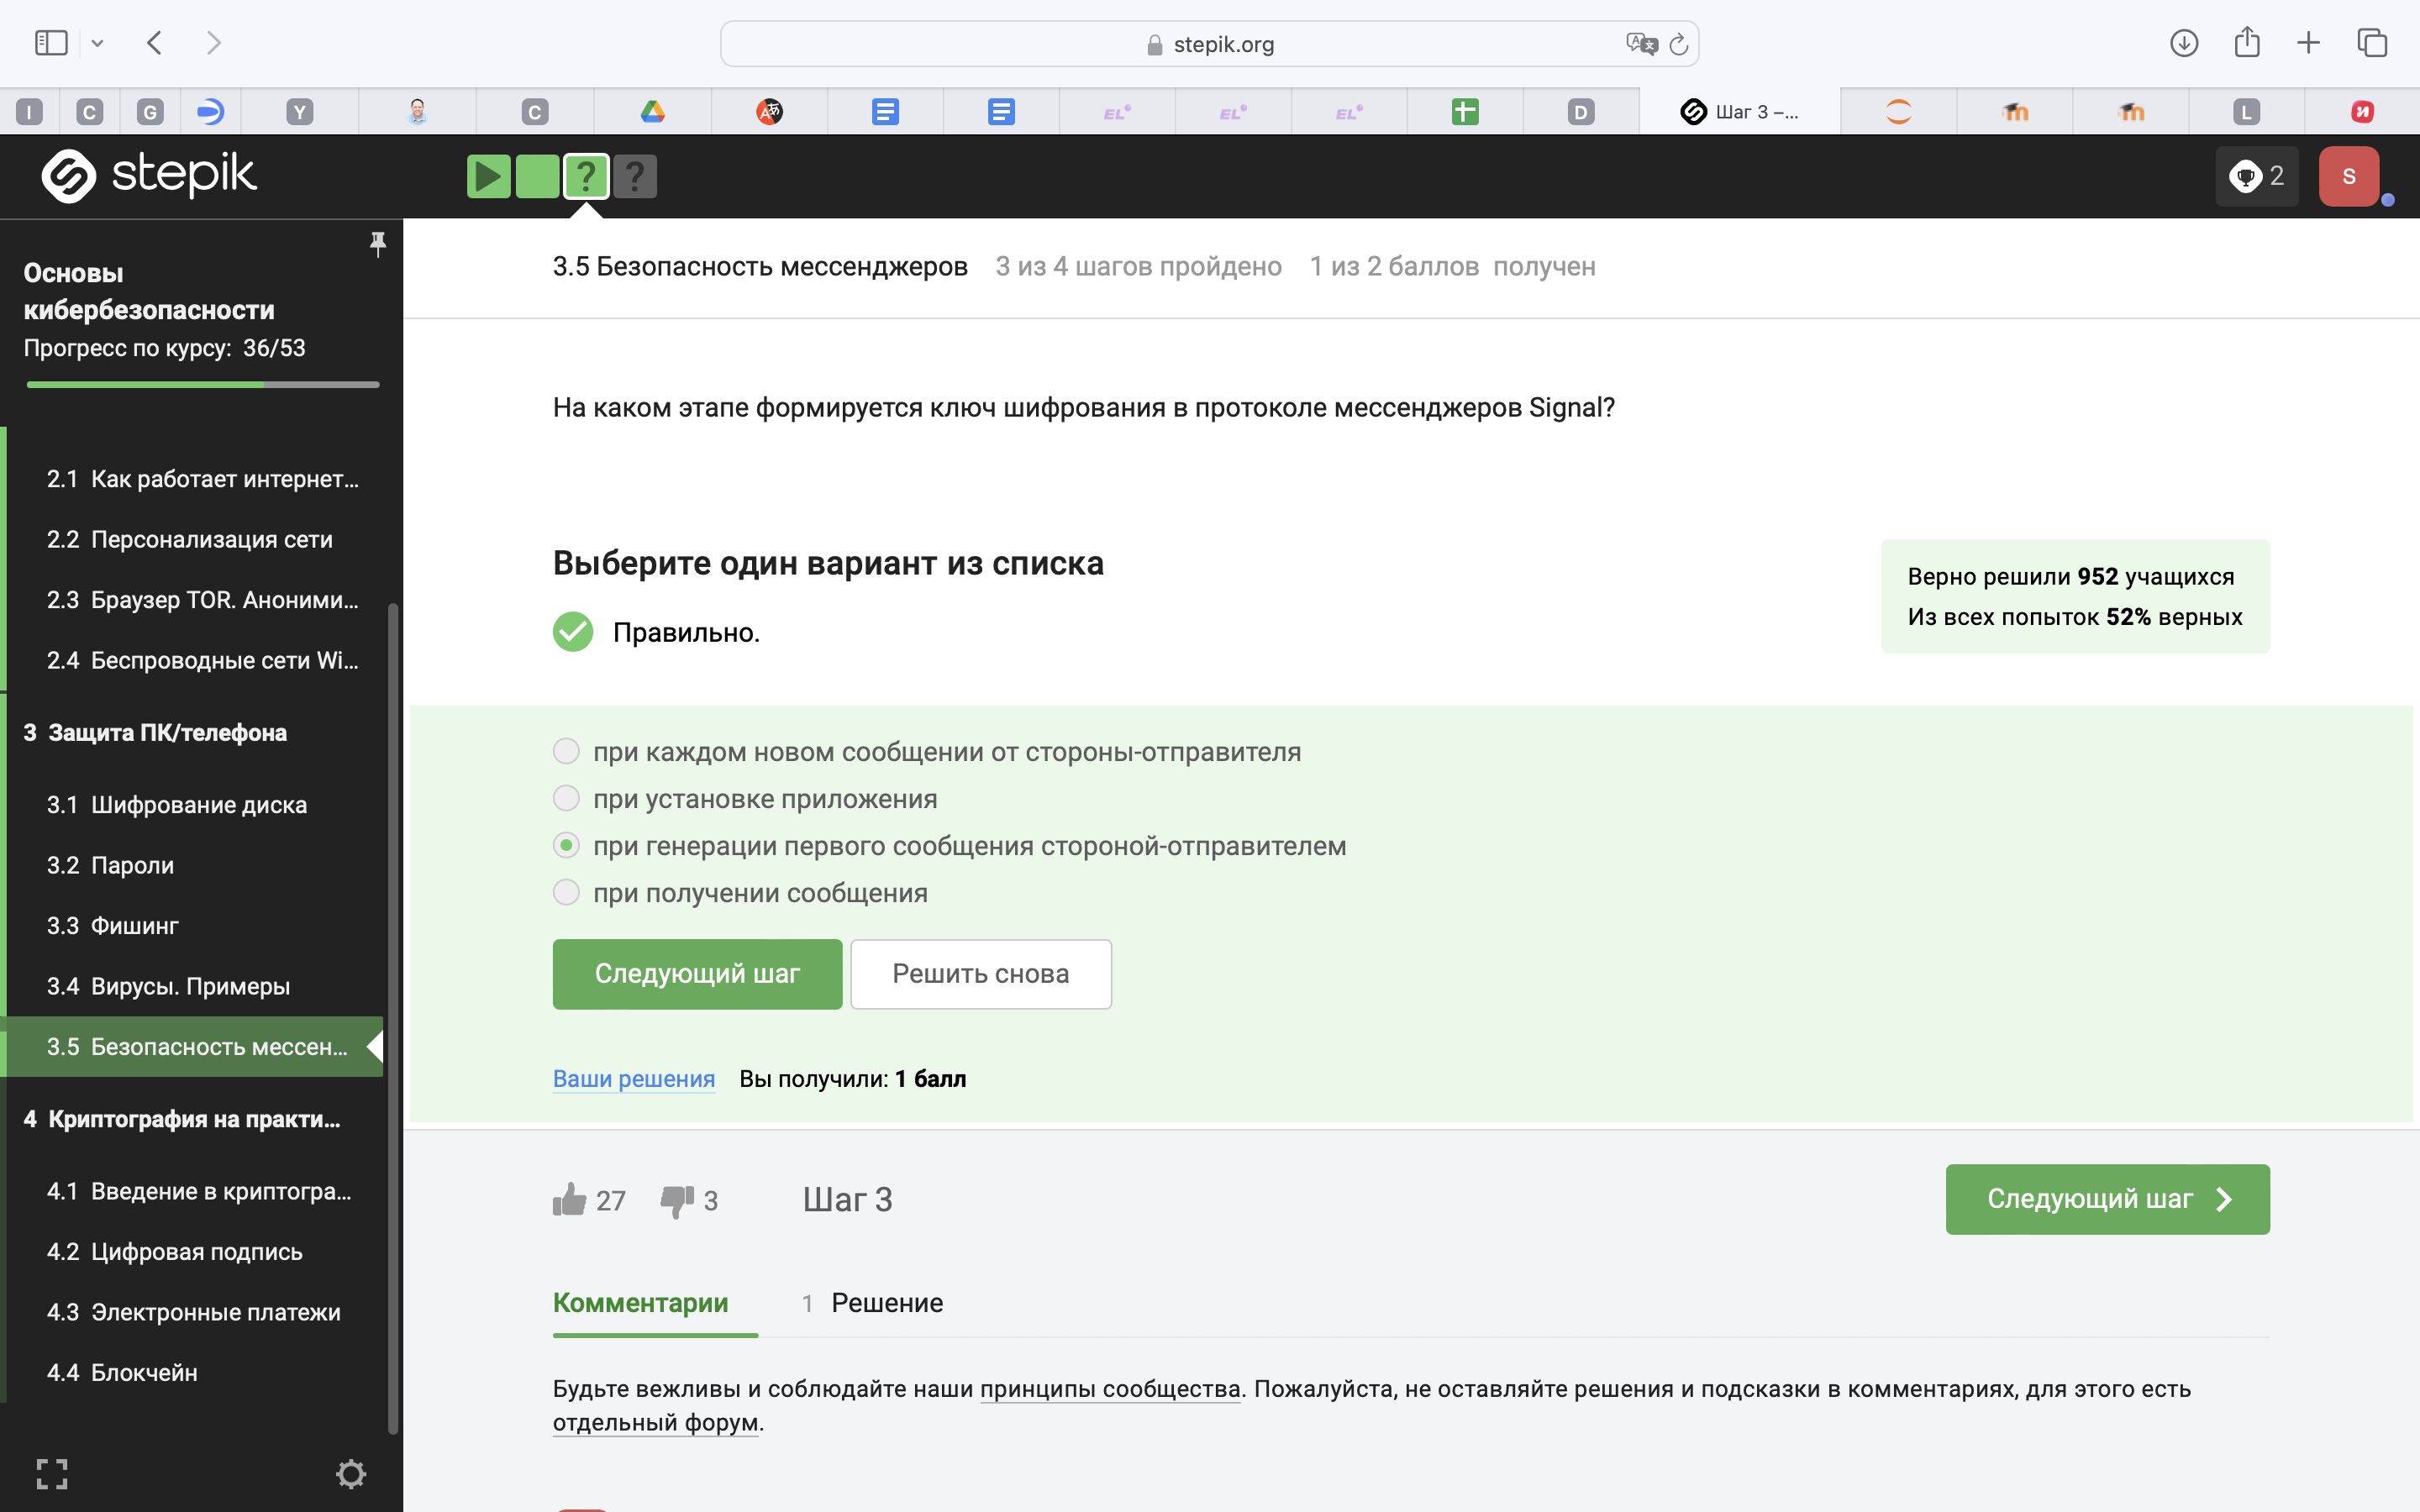 stepik.org
I
C
G
Y
C
EL
EL
EL
D
Шаг 3 –...
L
stepik
?
?
2
S
Основы
кибербезопасности
Прогресс по курсу: 36/53
2.1 Как работает интернет...
2.2 Персонализация сети
2.3 Браузер TOR. Аноними...
2.4 Беспроводные сети Wi...
3 Защита ПК/телефона
3.1 Шифрование диска
3.2 Пароли
3.3 Фишинг
3.4 Вирусы. Примеры
3.5 Безопасность мессен...
4 Криптография на практи...
4.1 Введение в криптогра...
4.2 Цифровая подпись
4.3 Электронные платежи
4.4 Блокчейн
3.5 Безопасность мессенджеров 3 из 4 шагов пройдено 1 из 2 баллов получен
На каком этапе формируется ключ шифрования в протоколе мессенджеров Signal?
Выберите один вариант из списка
Правильно.
Верно решили 952 учащихся
Из всех попыток 52% верных
при каждом новом сообщении от стороны-отправителя
при установке приложения
при генерации первого сообщения стороной-отправителем
при получении сообщения
Следующий шаг
Решить снова
Ваши решения Вы получили: 1 балл
27
3
Шаг 3
Следующий шаг
Комментарии
1 Решение
Будьте вежливы и соблюдайте наши принципы сообщества. Пожалуйста, не оставляйте решения и подсказки в комментариях, для этого есть
отдельный форум.